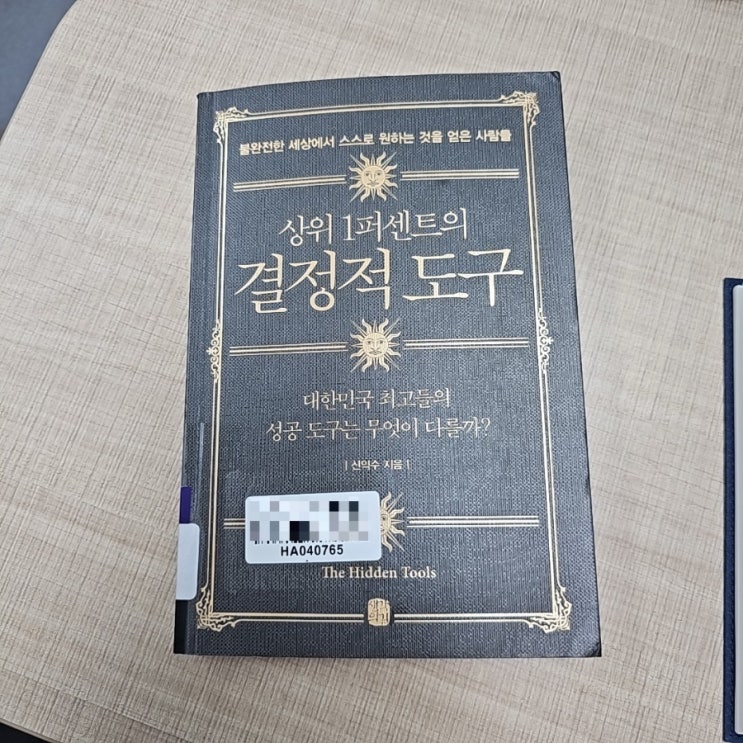 불완전한 세상에서 스스로 원하는 것을 얻은 사람들
상위 1퍼센트의
결정적 도구
대한민국 최고들의
성공 도구는 무엇이 다를까?
| 신익수 지음 |
HA040765
The Hidden Tools